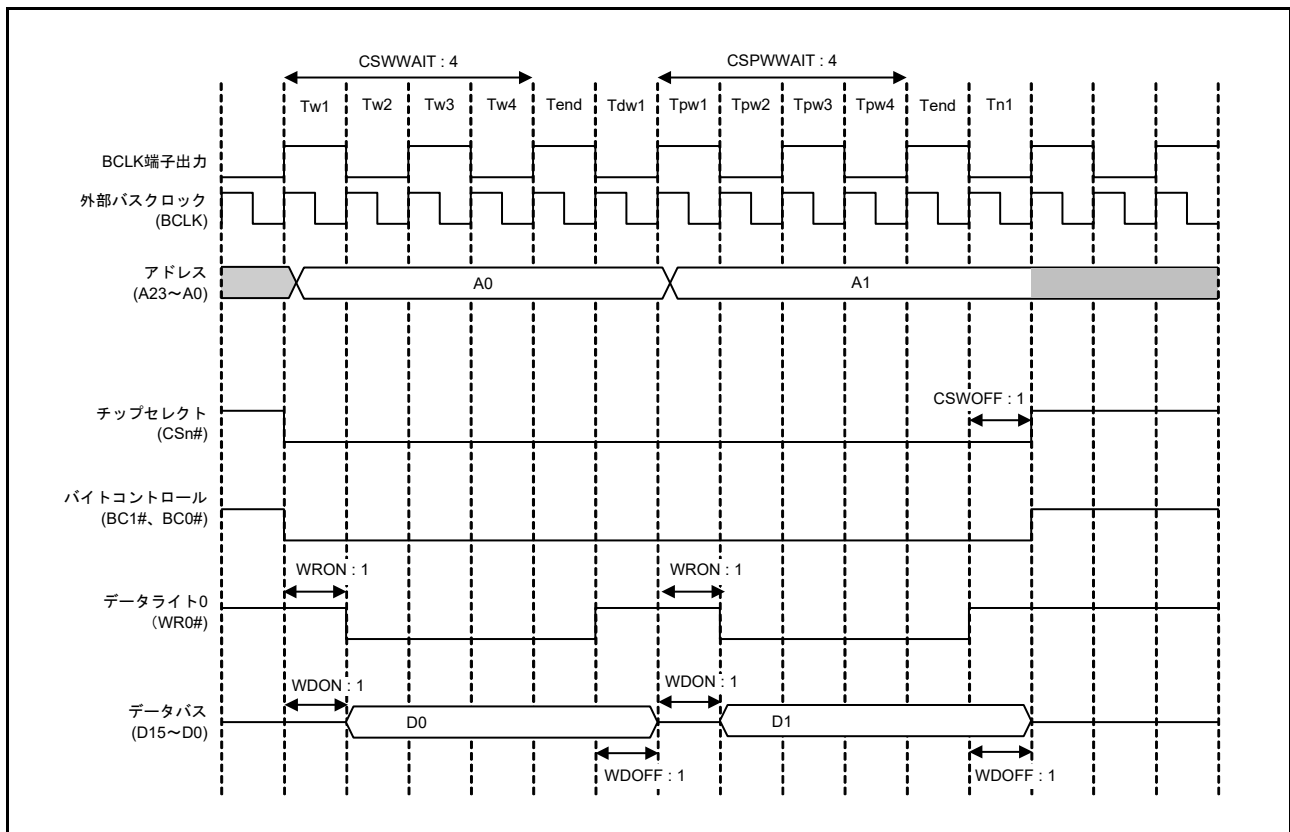 CSWWAIT : 4
CSPWWAIT : 4
Tw1
Tw2
Tw3
Tw4
Tend
Tdw1
Tpw1
Tpw2
Tpw3
Tpw4
Tend
Tn1
BCLK端子出力
外部バスクロック
(BCLK)
アドレス
(A23～A0)
A0
A1
CSWOFF : 1
チップセレクト
(CSn#)
バイトコントロール
(BC1#、BC0#)
WRON : 1
WRON : 1
データライト0
(WR0#)
WDON : 1
WDON : 1
データバス
(D15～D0)
D0
D1
WDOFF : 1
WDOFF : 1